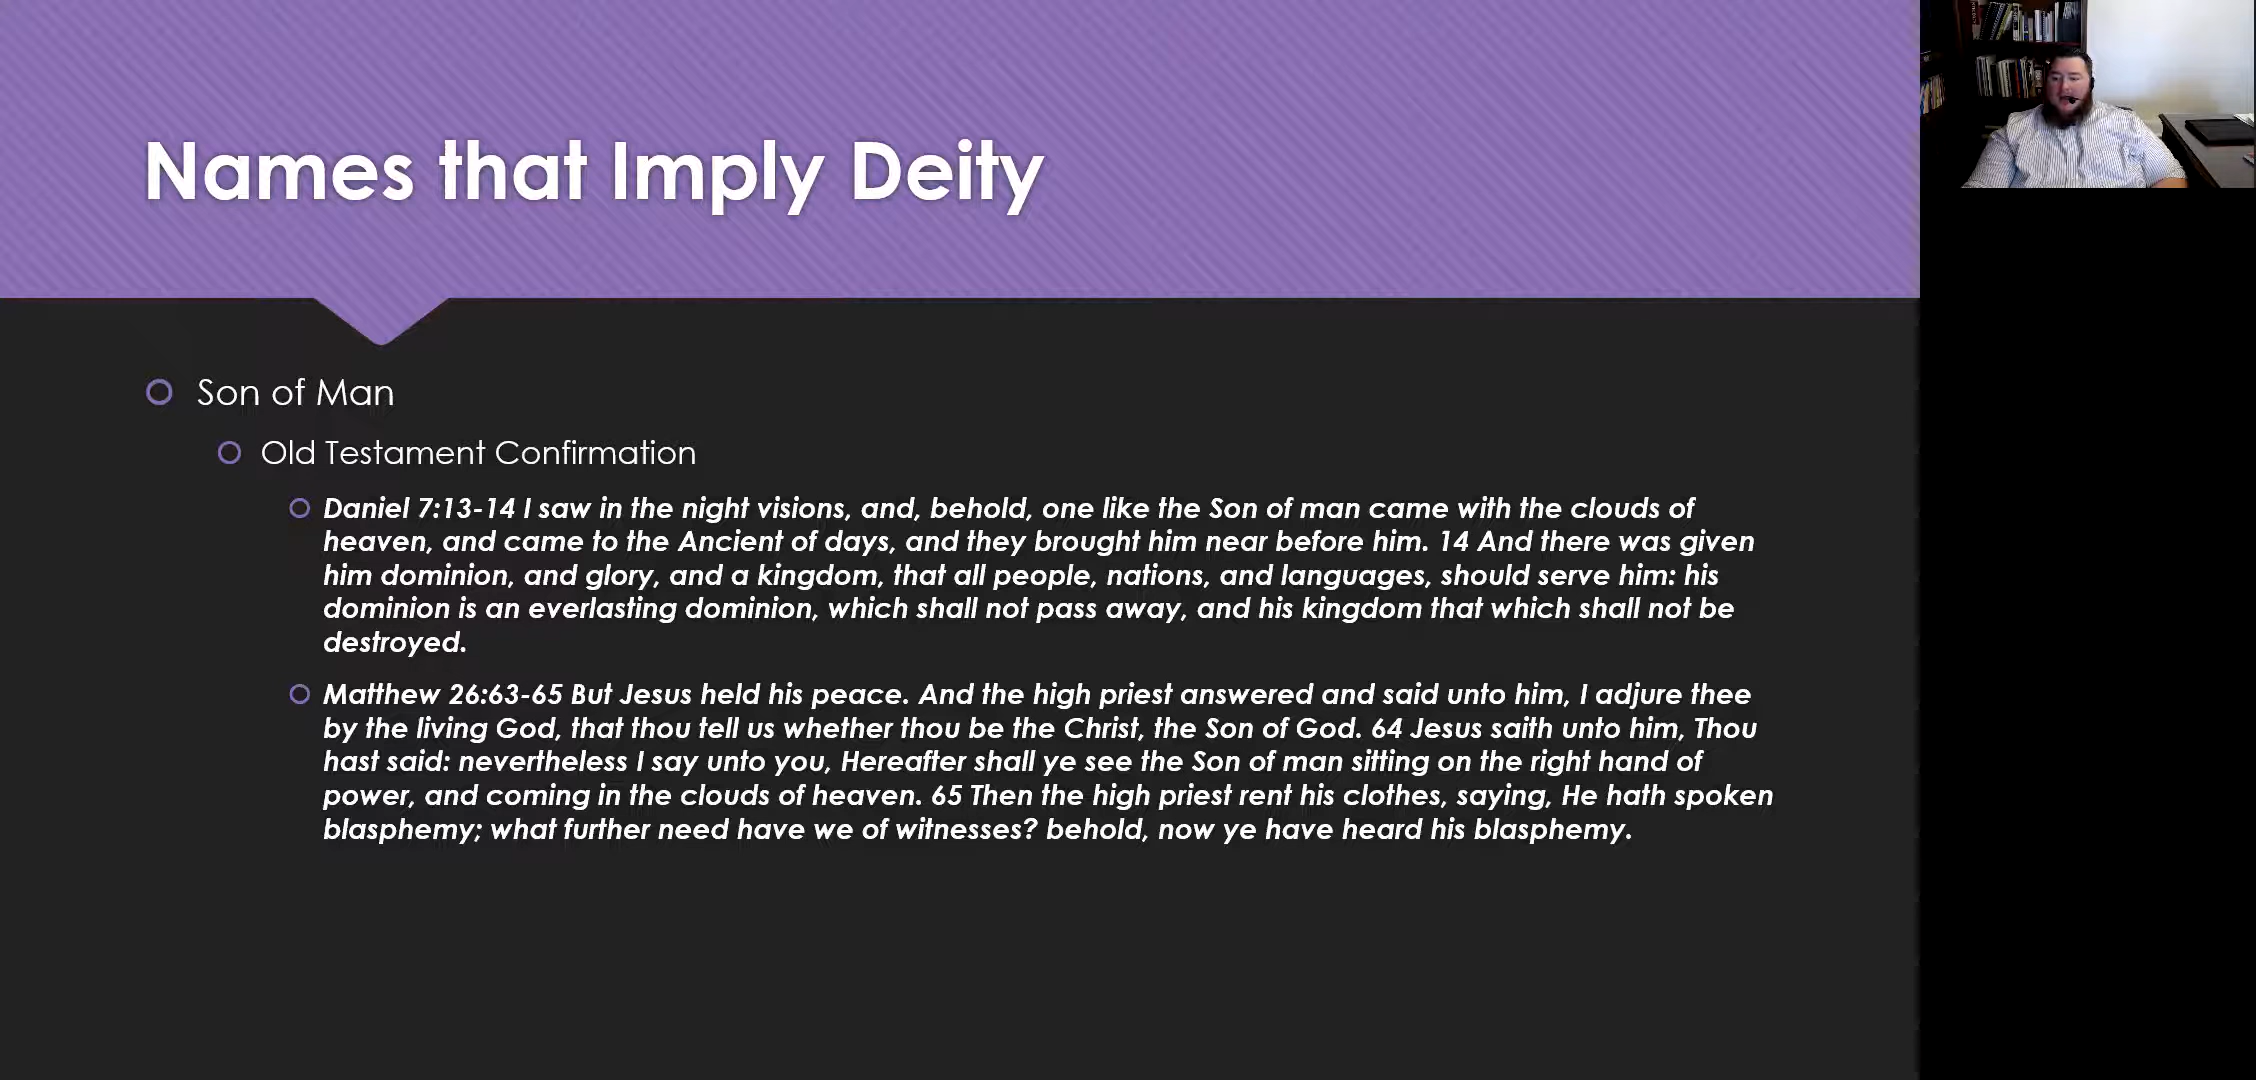 Names that Imply Deity
Son of Man
Old Testament Confirmation
Daniel 7:13-14 I saw in the night visions, and, behold, one like the Son of man came with the clouds of
heaven, and came to the Ancient of days, and they brought him near before him. 14 And there was given
him dominion, and glory, and a kingdom, that all people, nations, and languages, should serve him: his
dominion is an everlasting dominion, which shall not pass away, and his kingdom that which shall not be
destroyed.
Matthew 26:63-65 But Jesus held his peace. And the high priest answered and said unto him, I adjure thee
by the living God, that thou tell us whether thou be the Christ, the Son of God. 64 Jesus saith unto him, Thou
hast said: nevertheless I say unto you, Hereafter shall ye see the Son of man sitting on the right hand of
power, and coming in the clouds of heaven. 65 Then the high priest rent his clothes, saying, He hath spoken
blasphemy; what further need have we of witnesses? behold, now ye have heard his blasphemy.